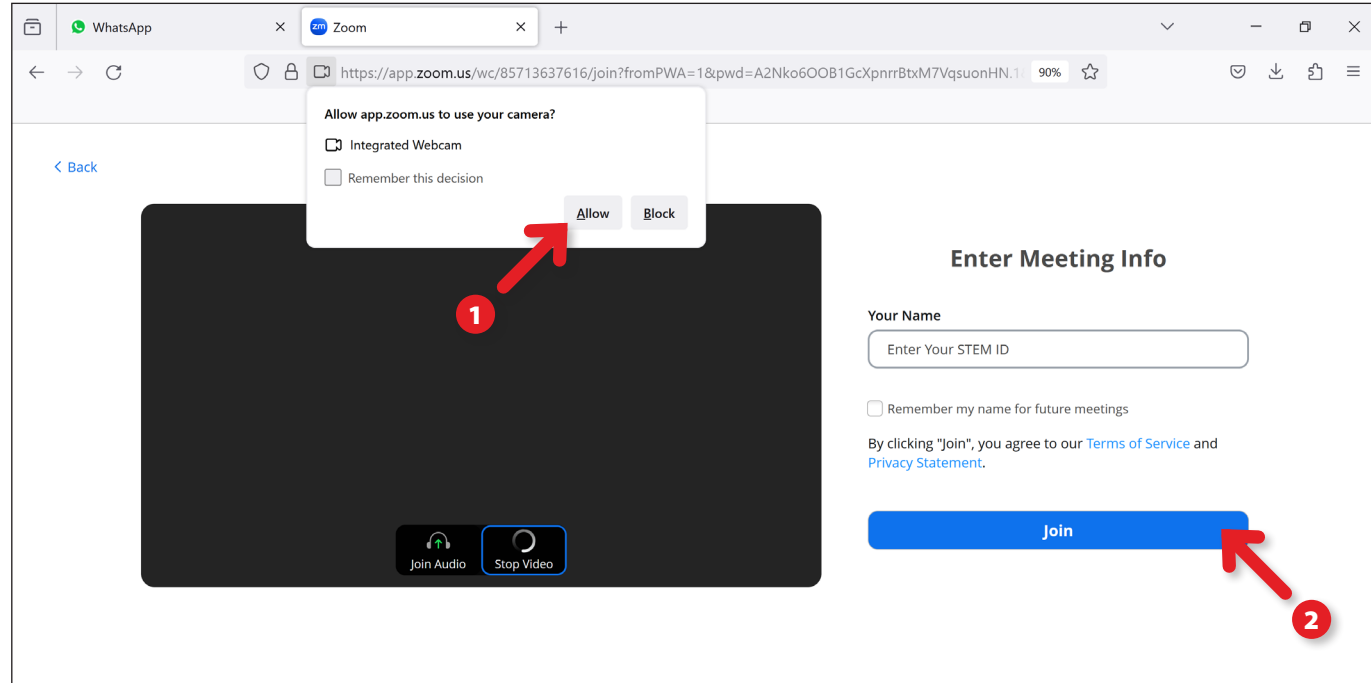 WhatsApp
zm Zoom
https://app.zoom.us/wc/85713637616/join?fromPWA=1&pwd=A2Nko6OOB1GcXpnrrBtxM7VqsuonHN.1 90%
Allow app.zoom.us to use your camera?
Integrated Webcam
Remember this decision
Allow Block
< Back
1
Join Audio Stop Video
Enter Meeting Info
Your Name
Enter Your STEM ID
Remember my name for future meetings
By clicking "Join", you agree to our Terms of Service and
Privacy Statement.
Join
2